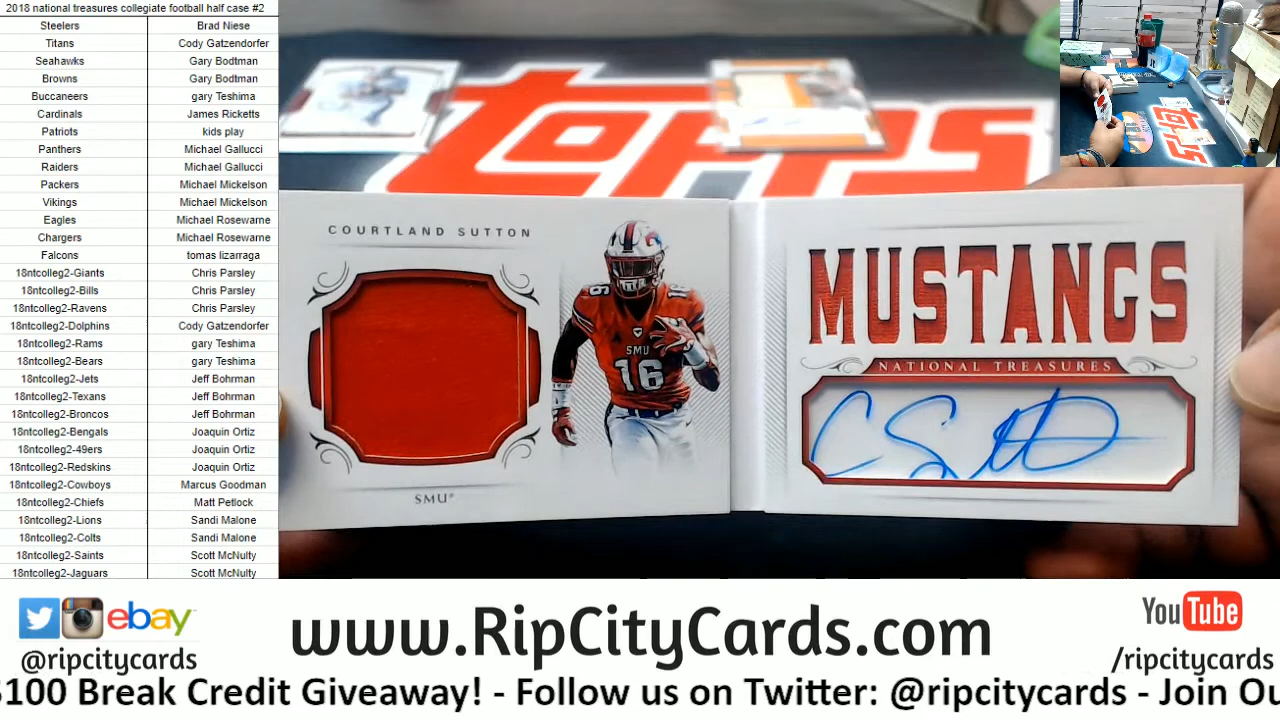 2018 national treasures collegiate football half case #2
Steelers Brad Niese
Titans Cody Gatzendorfer
Seahawks Gary Bodtman
Browns Gary Bodtman
Buccaneers gary Teshima
Cardinals James Ricketts
Patriots kids play
Panthers Michael Gallucci
Raiders Michael Gallucci
Packers Michael Mickelson
Vikings Michael Mickelson
Eagles Michael Rosewarne
Chargers Michael Rosewarne
Falcons tomas lizarraga
18ntcolleg2-Giants Chris Parsley
18ntcolleg2-Bills Chris Parsley
18ntcolleg2-Ravens Chris Parsley
18ntcolleg2-Dolphins Cody Gatzendorfer
18ntcolleg2-Rams gary Teshima
18ntcolleg2-Bears gary Teshima
18ntcolleg2-Jets Jeff Bohrman
18ntcolleg2-Texans Jeff Bohrman
18ntcolleg2-Broncos Jeff Bohrman
18ntcolleg2-Bengals Joaquin Ortiz
18ntcolleg2-49ers Joaquin Ortiz
18ntcolleg2-Redskins Joaquin Ortiz
18ntcolleg2-Cowboys Marcus Goodman
18ntcolleg2-Chiefs Matt Petlock
18ntcolleg2-Lions Sandi Malone
18ntcolleg2-Colts Sandi Malone
18ntcolleg2-Saints Scott McNulty
18ntcolleg2-Jaguars Scott McNulty
topps
COURTLAND SUTTON
SMU
16
SMU
MUSTANGS
NATIONAL TREASURES
ebay
@ripcitycards
www.RipCityCards.com
YouTube
/ripcitycards
$100 Break Credit Giveaway! - Follow us on Twitter: @ripcitycards - Join Ou